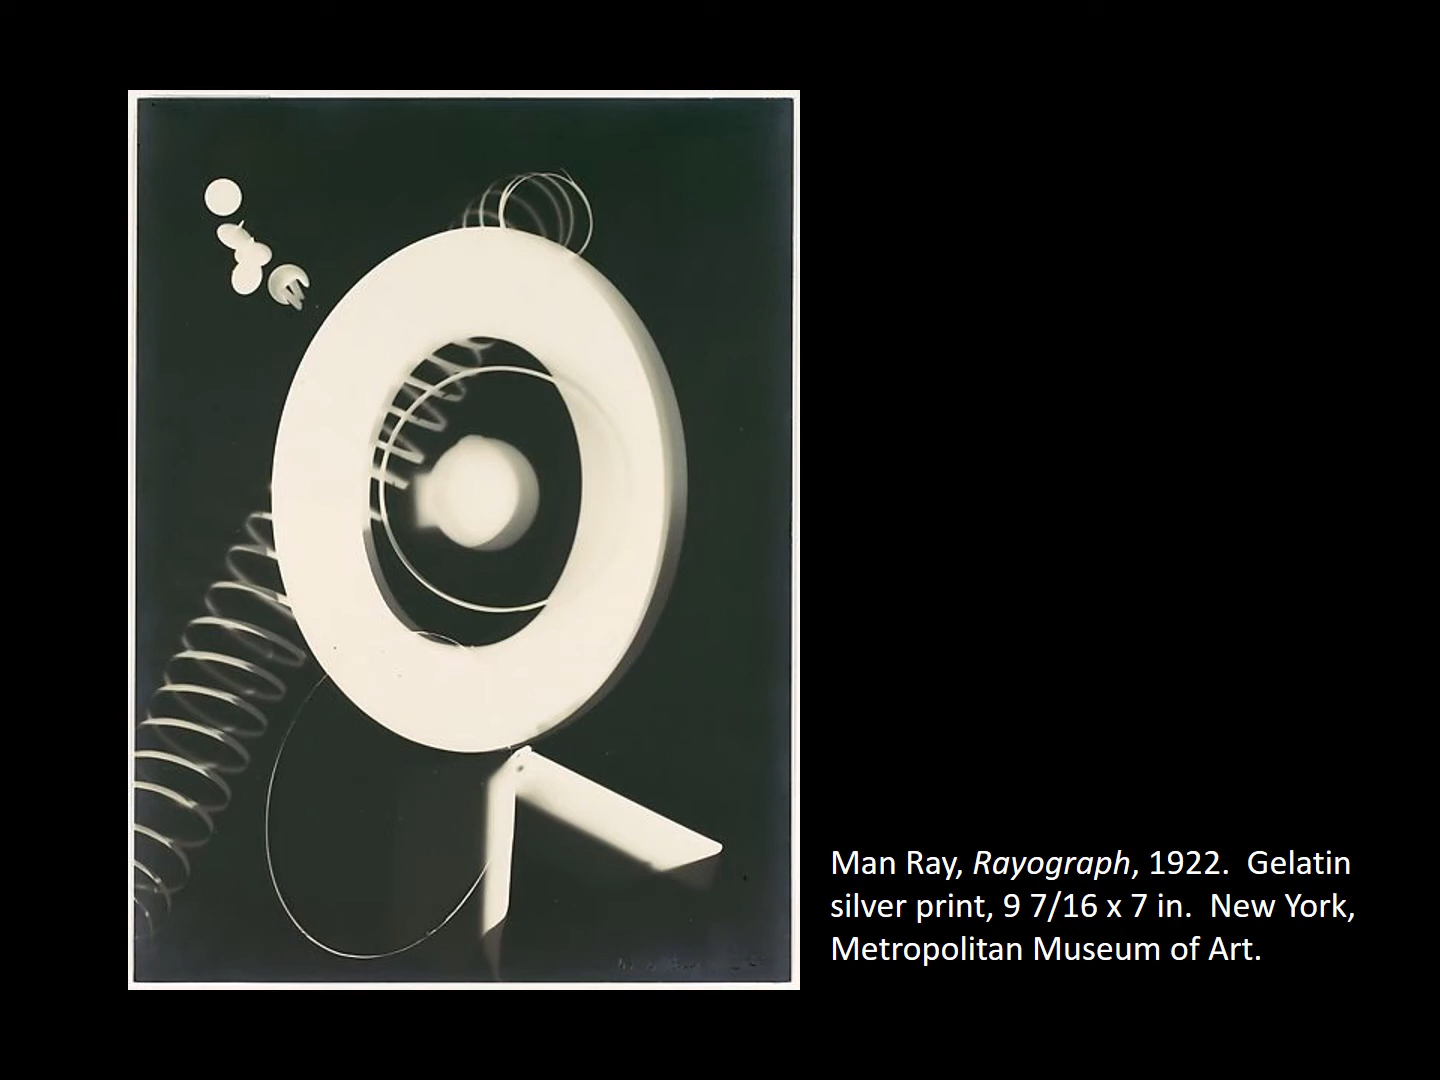 Man Ray, Rayograph, 1922.  Gelatin
silver print, 9 7/16 x 7 in.  New York,
Metropolitan Museum of Art.